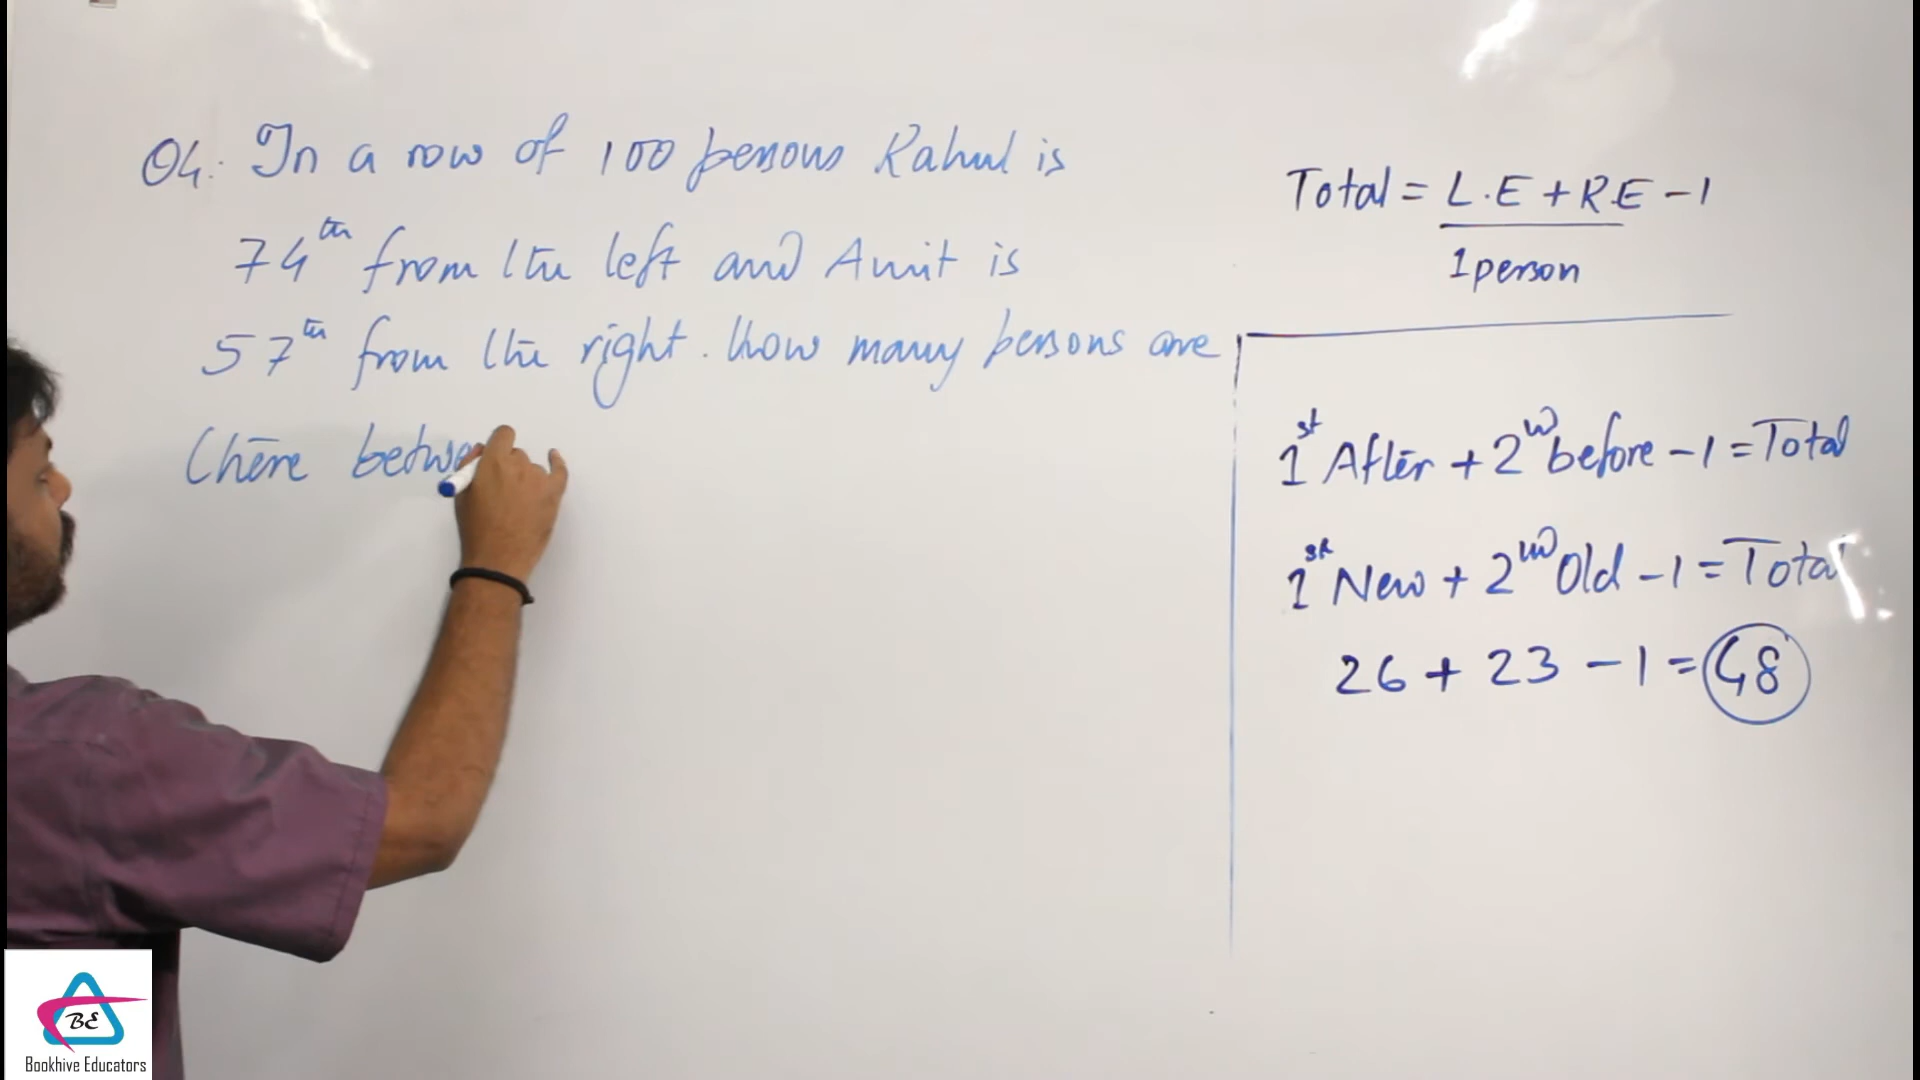 Q4. In a row of 100 persons Rahul is
74th from the left and Amit is
57th from the right. How many persons are
there betwe
Total = L.E + R.E - 1
1 person
1st After + 2nd before - 1 = Total
1st New + 2nd Old - 1 = Total
26 + 23 - 1 = 48
BE
Bookhive Educators